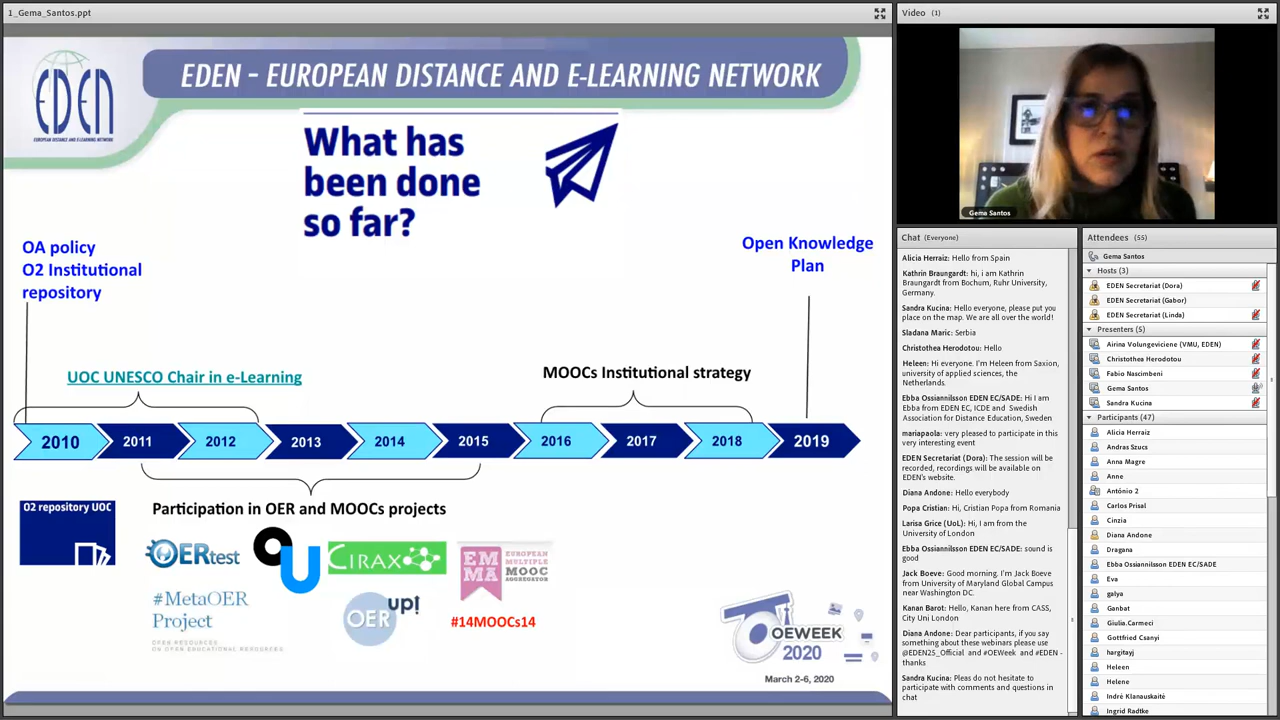 1_Gema_Santos.ppt
EDEN
EUROPEAN DISTANCE AND E-LEARNING NETWORK
EDEN - EUROPEAN DISTANCE AND E-LEARNING NETWORK
What has
been done
so far?
OA policy
O2 Institutional
repository
Open Knowledge
Plan
UOC UNESCO Chair in e-Learning
MOOCs Institutional strategy
2010
2011
2012
2013
2014
2015
2016
2017
2018
2019
O2 repository UOC
Participation in OER and MOOCs projects
OERtest
OU
CIRAX
EMMA
EUROPEAN
MULTIPLE
MOOC
AGGREGATOR
#MetaOER
Project
OPEN RESOURCES
ON OPEN EDUCATIONAL RESOURCES
OER up!
#14MOOCs14
OEWEEK
2020
March 2-6, 2020
Video (1)
Gema Santos
Chat (Everyone)
Alicia Herraiz: Hello from Spain
Kathrin Braungardt: hi, i am Kathrin
Braungardt from Bochum, Ruhr University,
Germany.
Sandra Kucina: Hello everyone, please put you
place on the map. We are all over the world!
Sladana Maric: Serbia
Christothea Herodotou: Hello
Heleen: Hi everyone. I'm Heleen from Saxion,
university of applied sciences, the
Netherlands.
Ebba Ossiannilsson EDEN EC/SADE: Hi I am
Ebba from EDEN EC, ICDE and Swedish
Association for Distance Education, Sweden
mariapaola: very pleased to participate in this
very interesting event
EDEN Secretariat (Dora): The session will be
recorded, recordings will be available on
EDEN's website.
Diana Andone: Hello everybody
Popa Cristian: Hi, Cristian Popa from Romania
Larisa Grice (UoL): Hi, I am from the
University of London
Ebba Ossiannilsson EDEN EC/SADE: sound is
good
Jack Boeve: Good morning. I'm Jack Boeve
from University of Maryland Global Campus
near Washington DC.
Kanan Barot: Hello, Kanan here from CASS,
City Uni London
Diana Andone: Dear participants, if you say
something about these webinars please use
@EDEN25_Official and #OEWeek and #EDEN -
thanks
Sandra Kucina: Pleas do not hesitate to
participate with comments and questions in
chat
Attendees (55)
Gema Santos
Hosts (3)
EDEN Secretariat (Dora)
EDEN Secretariat (Gabor)
EDEN Secretariat (Linda)
Presenters (5)
Airina Volungeviciene (VMU, EDEN)
Christothea Herodotou
Fabio Nascimbeni
Gema Santos
Sandra Kucina
Participants (47)
Alicia Herraiz
Andras Szucs
Anna Magre
Anne
António 2
Carlos Prisal
Cinzia
Diana Andone
Dragana
Ebba Ossiannilsson EDEN EC/SADE
Eva
galya
Ganbat
Giulia.Carmeci
Gottfried Csanyi
hargitayj
Heleen
Helene
Indrė Klanauskaitė
Ingrid Radtke